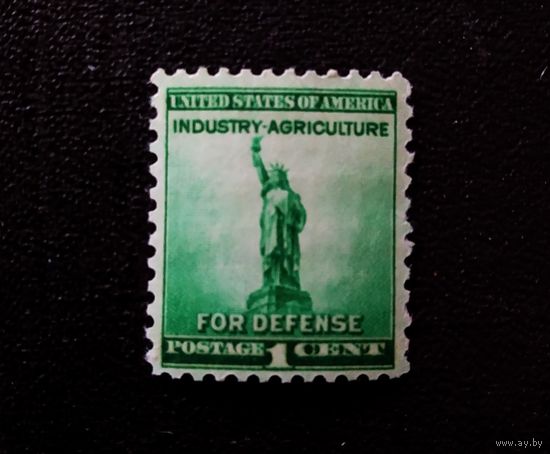 UNITED STATES OF AMERICA
INDUSTRY-AGRICULTURE
FOR DEFENSE
POSTAGE 1 CENT
www.ay.by